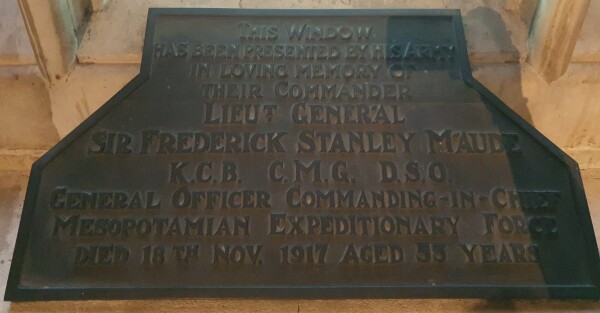 THIS WINDOW
HAS BEEN PRESENTED BY HIS ARMY
IN LOVING MEMORY OF
THEIR COMMANDER
LIEUT GENERAL
SIR FREDERICK STANLEY MAUDE
K.C.B. C.M.G. D.S.O.
GENERAL OFFICER COMMANDING-IN-CHIEF
MESOPOTAMIAN EXPEDITIONARY FORCE
DIED 18TH NOV. 1917 AGED 53 YEARS